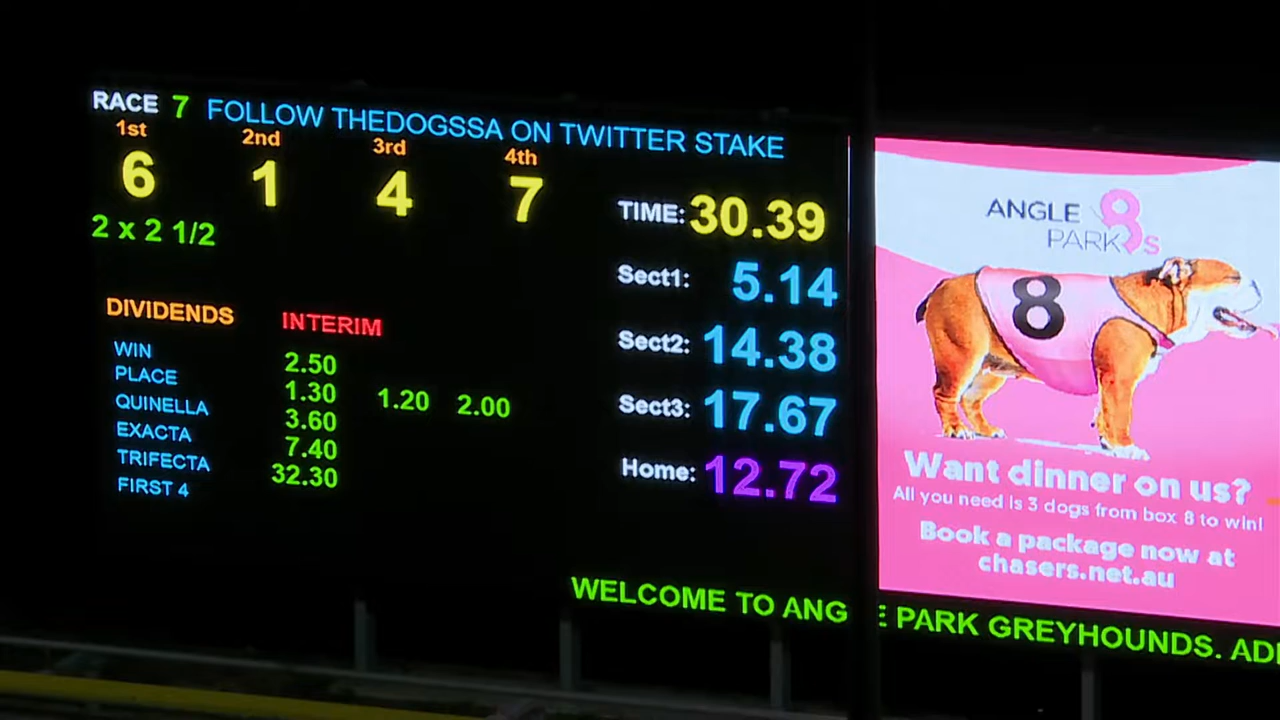 RACE 7 FOLLOW THEDOGSSA ON TWITTER STAKE
1st 2nd 3rd 4th
6 1 4 7
2 x 2 1/2
TIME: 30.39
Sect1: 5.14
Sect2: 14.38
Sect3: 17.67
Home: 12.72
DIVIDENDS INTERIM
WIN 2.50
PLACE 1.30 1.20 2.00
QUINELLA 3.60
EXACTA 7.40
TRIFECTA 32.30
FIRST 4
ANGLE
PARK 8s
8
Want dinner on us?
All you need is 3 dogs from box 8 to win!
Book a package now at
chasers.net.au
WELCOME TO ANG E PARK GREYHOUNDS. AD